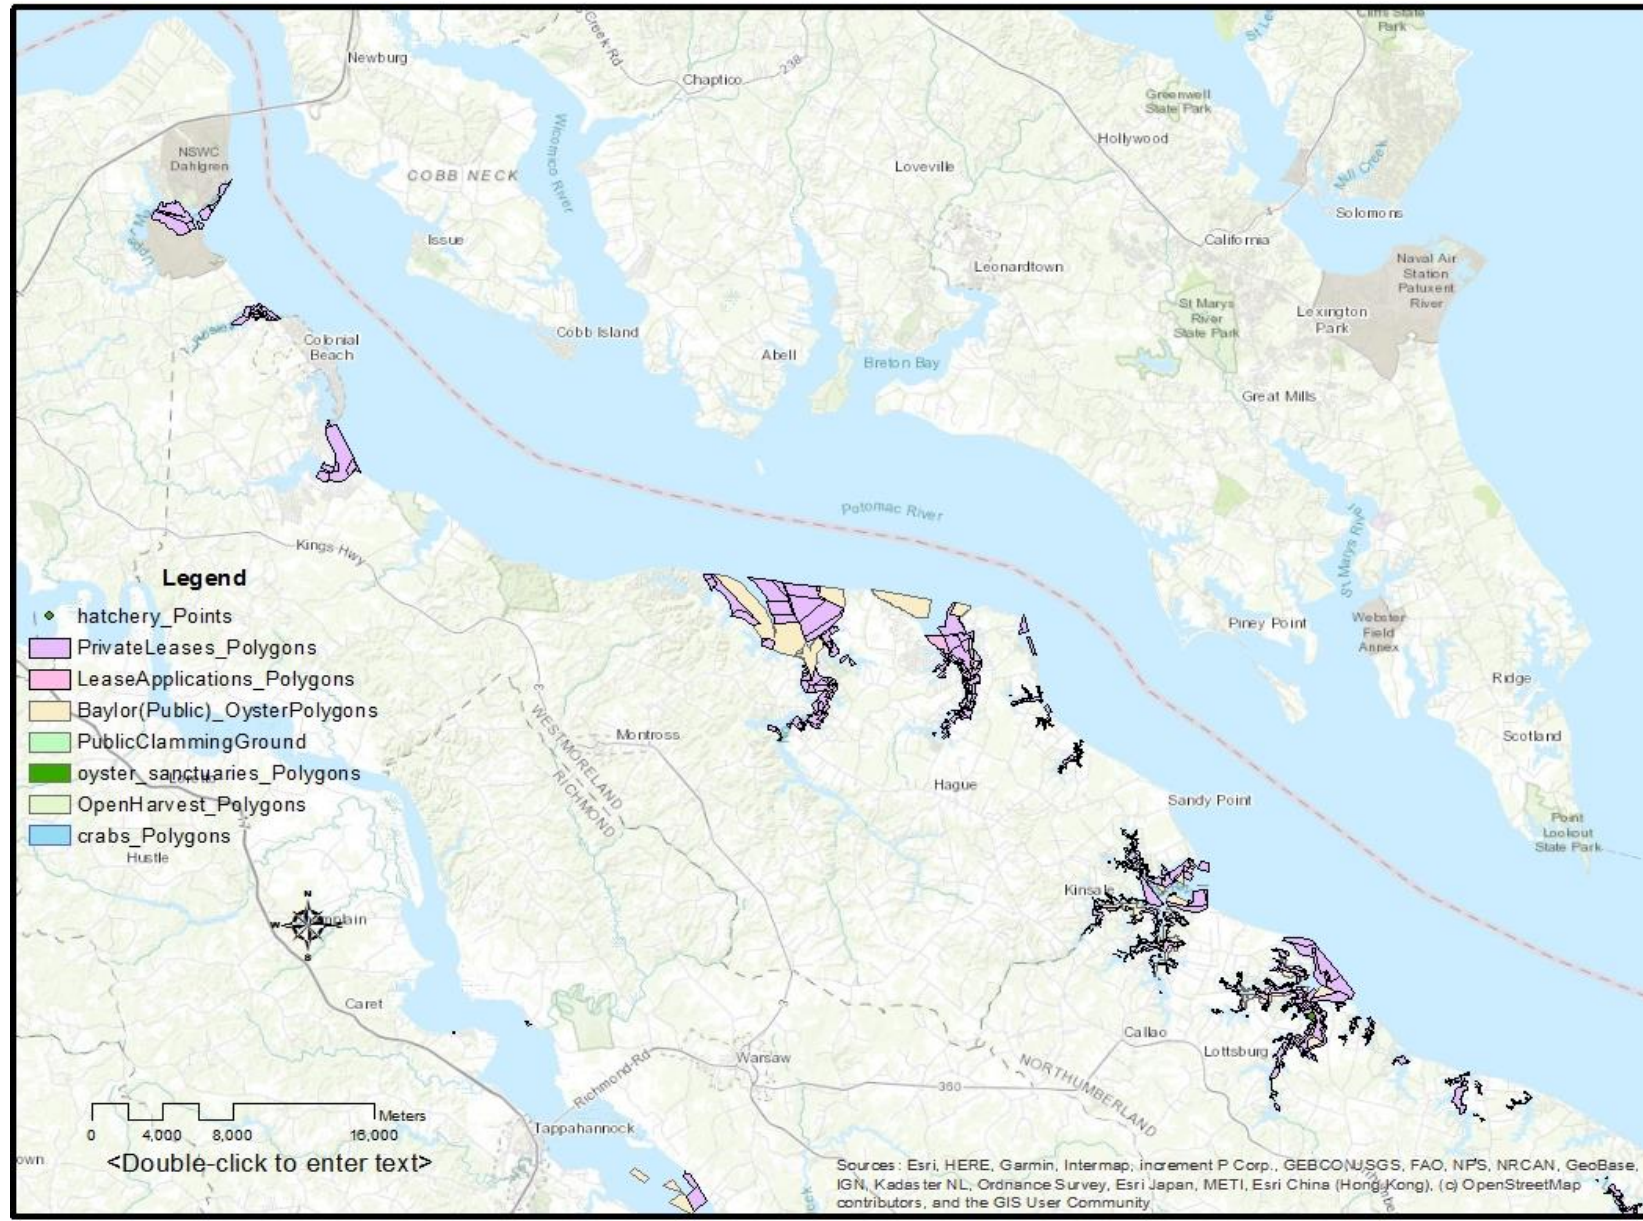 Newburg
Creek Rd
Chaptico
238
Greenwell
State Park
Cliffs State
Park
Hollywood
NSWC
Dahlgren
COBB NECK
Wicomico River
Loveville
Mill Creek
Solomons
Issue
California
Leonardtown
Naval Air
Station
Patuxent
River
St Marys
River
State Park
Lexington
Park
Colonial
Beach
Cobb Island
Abell
Breton Bay
Great Mills
Potomac River
Kings Hwy
St Marys River
Legend
hatchery_Points
PrivateLeases_Polygons
LeaseApplications_Polygons
Baylor(Public)_OysterPolygons
PublicClammingGround
oyster_sanctuaries_Polygons
OpenHarvest_Polygons
crabs_Polygons
Piney Point
Webster
Field
Annex
Ridge
Scotland
WESTMORELAND
RICHMOND
Montross
Hague
Sandy Point
Point
Lookout
State Park
Hustle
Kinsale
N
W
S
Caret
Callao
Lottsburg
Warsaw
Richmond-Rd
360
NORTHUMBERLAND
Tappahannock
Meters
0 4,000 8,000 16,000
<Double-click to enter text>
own
Sources: Esri, HERE, Garmin, Intermap, increment P Corp., GEBCO, USGS, FAO, NPS, NRCAN, GeoBase,
IGN, Kadaster NL, Ordnance Survey, Esri Japan, METI, Esri China (Hong Kong), (c) OpenStreetMap
contributors, and the GIS User Community